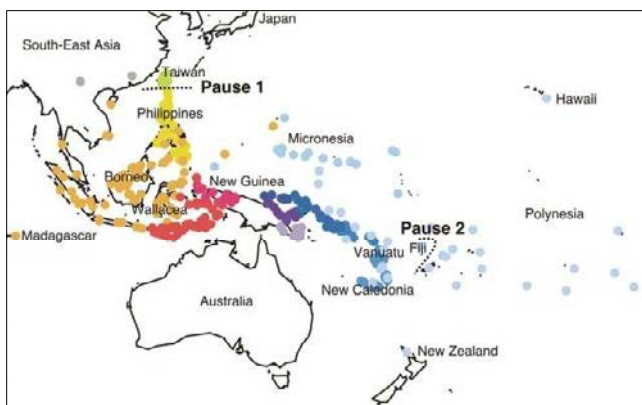 Japan
South-East Asia
Taiwan
Pause 1
Hawaii
Philippines
Micronesia
Borneo
New Guinea
Wallacea
Polynesia
Pause 2
Madagascar
Fiji
Vanuatu
New Caledonia
Australia
New Zealand